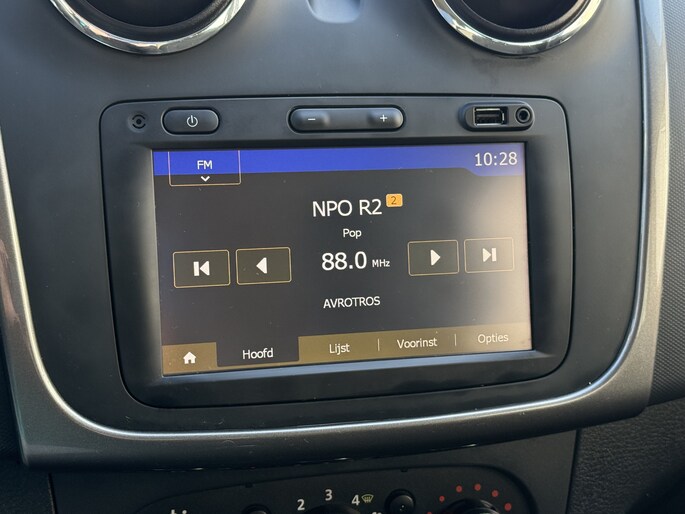 FM
10:28
NPO R2 2
Pop
88.0 MHz
AVROTROS
Hoofd
Lijst
Voorinst
Opties
2 3 4